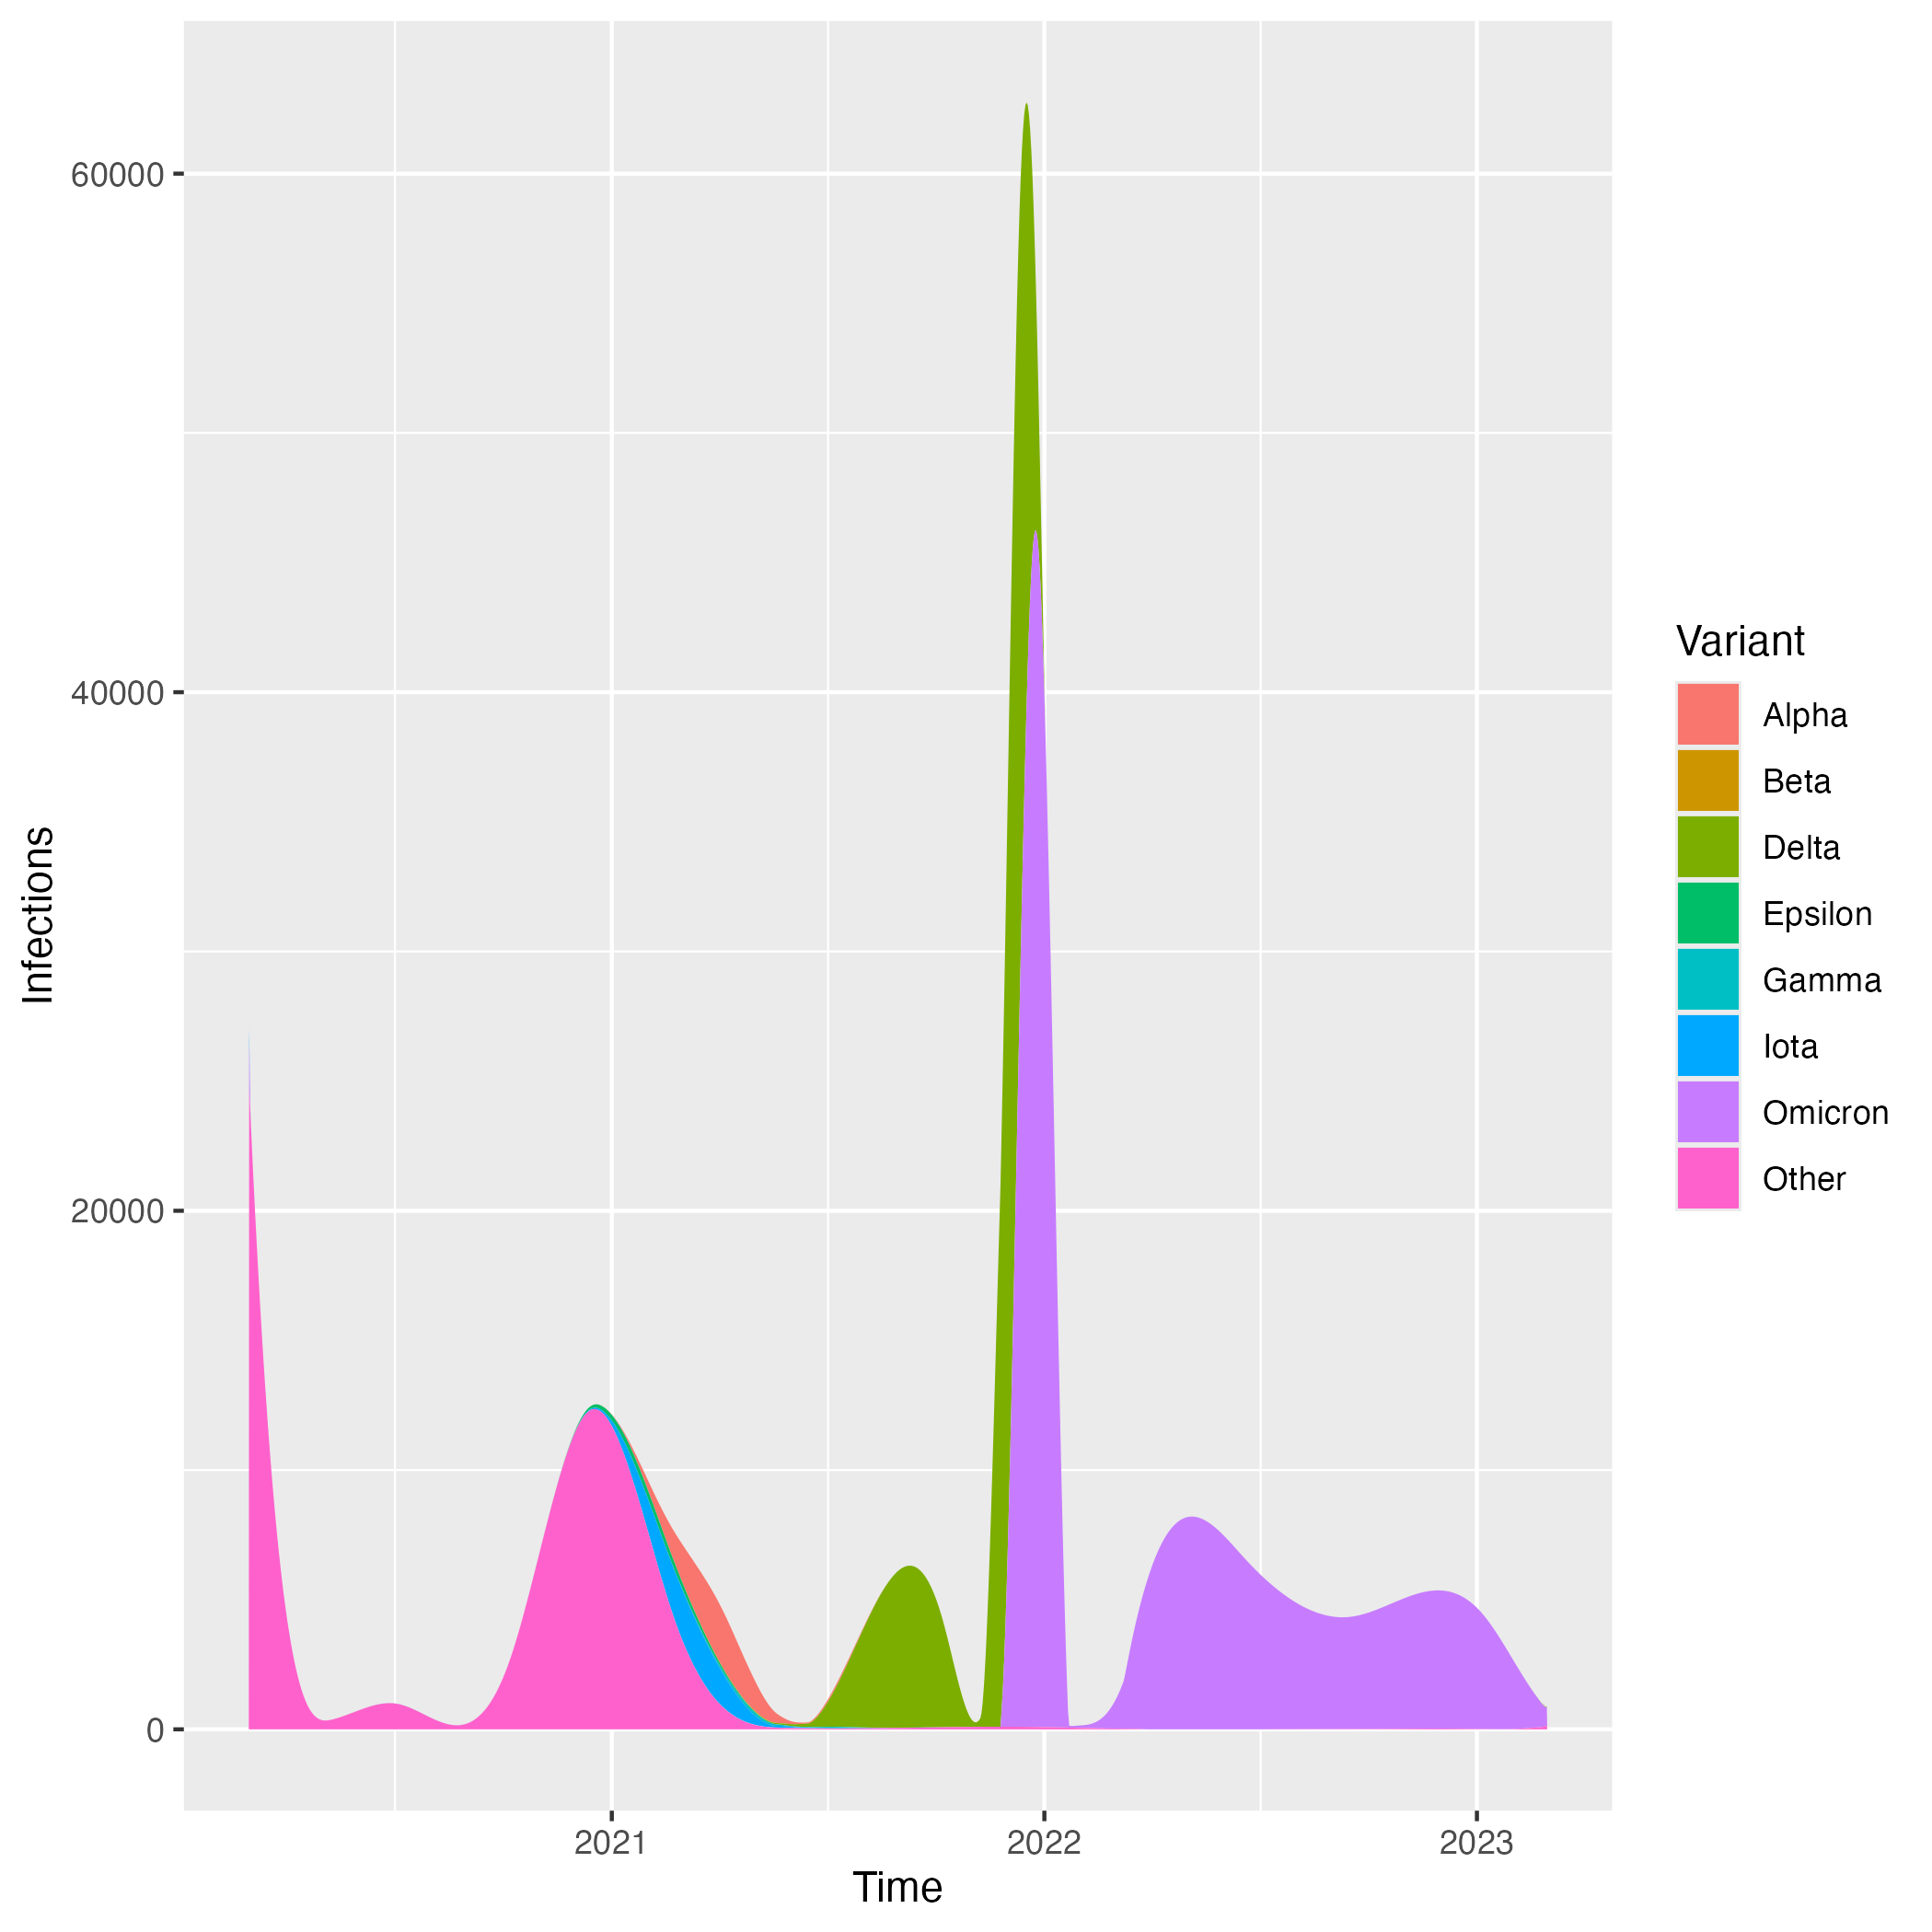 60000
40000
20000
0
Infections
2021
2022
2023
Time
Variant
Alpha
Beta
Delta
Epsilon
Gamma
Iota
Omicron
Other